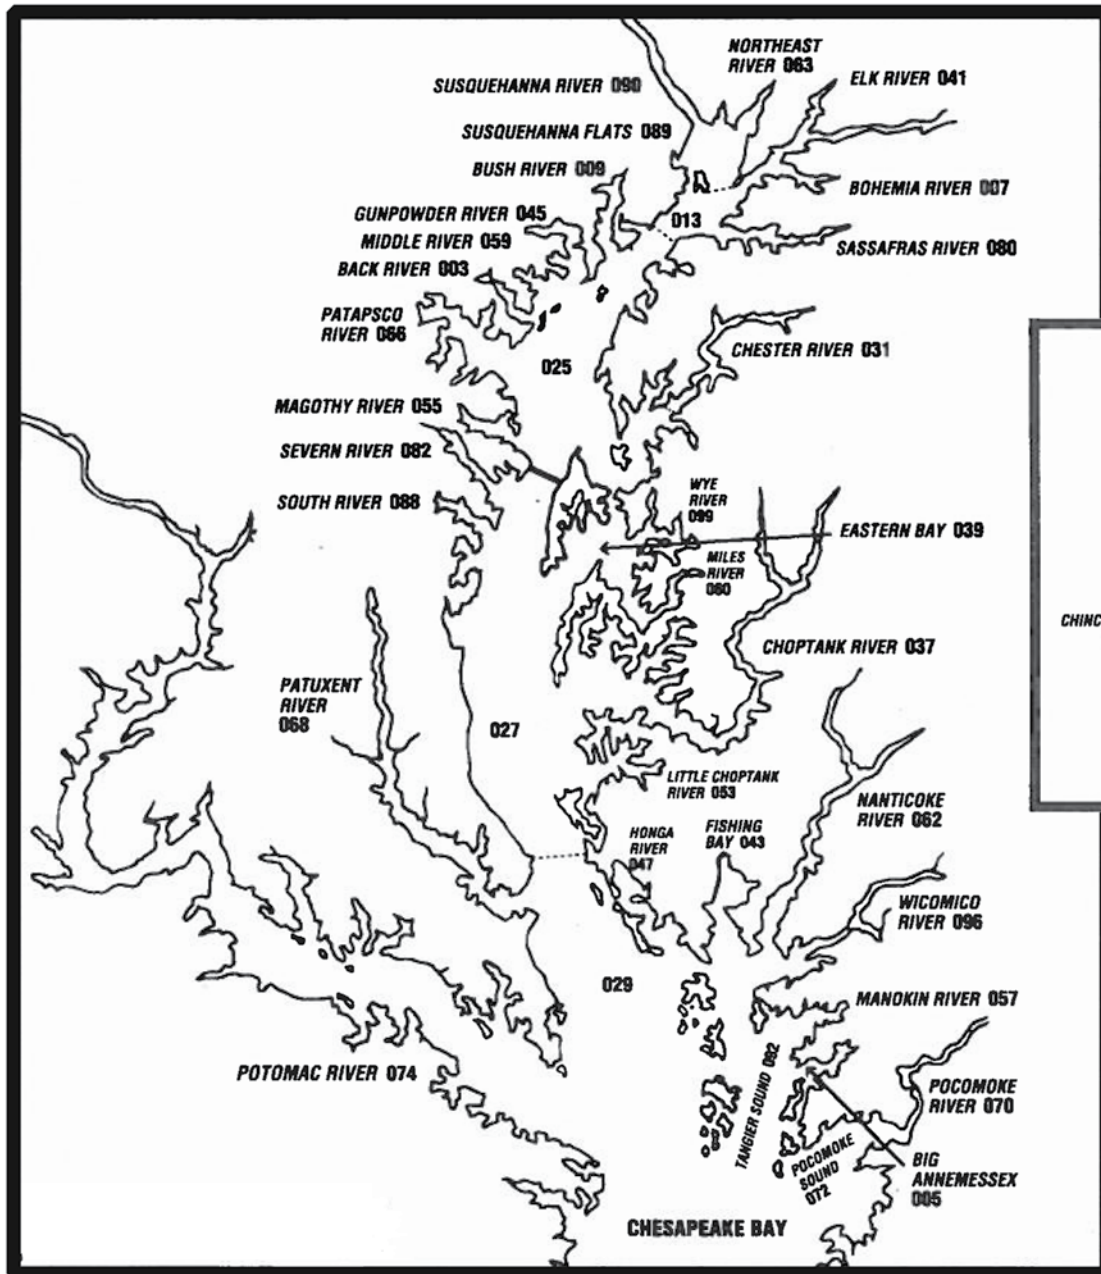 NORTHEAST
RIVER 063
ELK RIVER 041
SUSQUEHANNA RIVER 090
SUSQUEHANNA FLATS 089
BUSH RIVER 009
BOHEMIA RIVER 007
GUNPOWDER RIVER 045
013
MIDDLE RIVER 059
SASSAFRAS RIVER 080
BACK RIVER 003
PATAPSCO
RIVER 066
CHESTER RIVER 031
025
MAGOTHY RIVER 055
SEVERN RIVER 082
SOUTH RIVER 088
WYE
RIVER
099
EASTERN BAY 039
MILES
RIVER
060
CHINC
CHOPTANK RIVER 037
PATUXENT
RIVER
068
027
LITTLE CHOPTANK
RIVER 053
NANTICOKE
RIVER 062
HONGA
RIVER
047
FISHING
BAY 043
WICOMICO
RIVER 096
029
MANOKIN RIVER 057
POTOMAC RIVER 074
TANGIER SOUND 092
POCOMOKE
RIVER 070
POCOMOKE
SOUND
072
BIG
ANNEMESSEX
005
CHESAPEAKE BAY